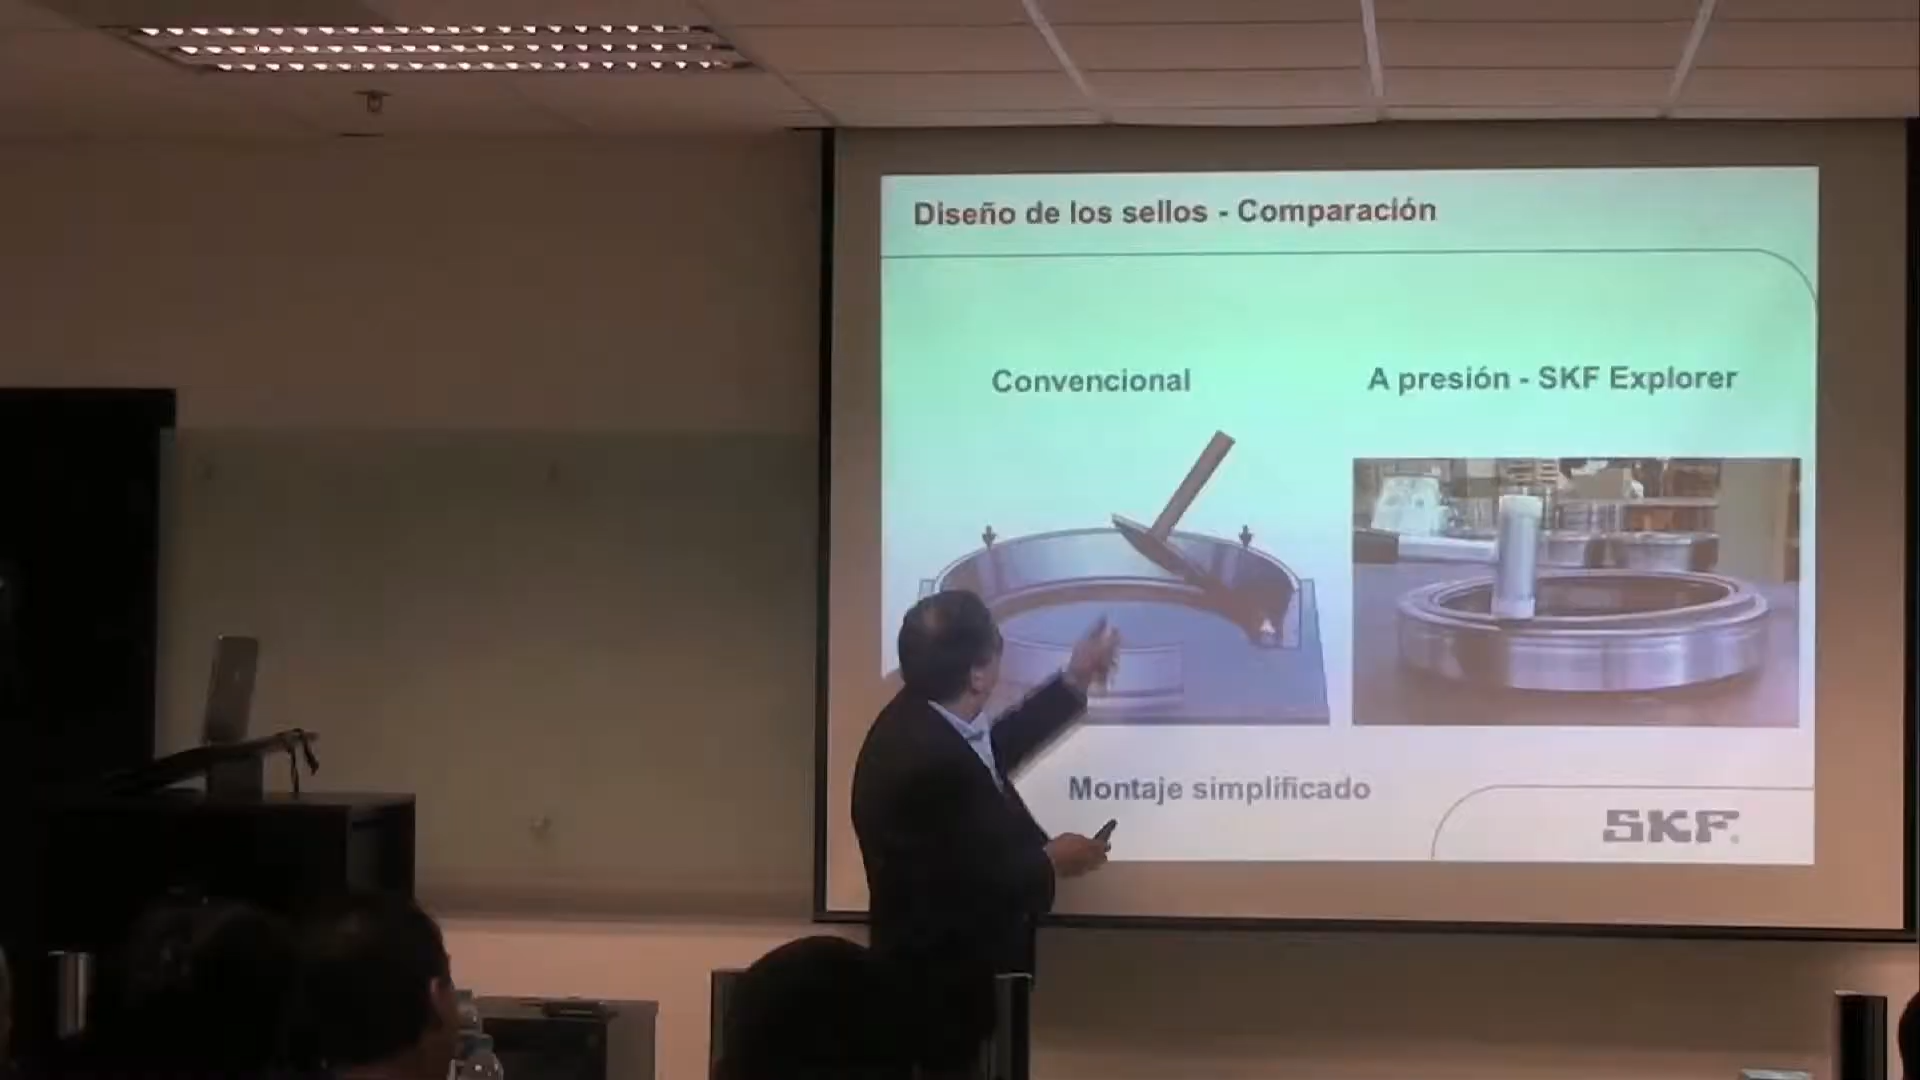 Diseño de los sellos - Comparación
Convencional
A presión - SKF Explorer
Montaje simplificado
SKF